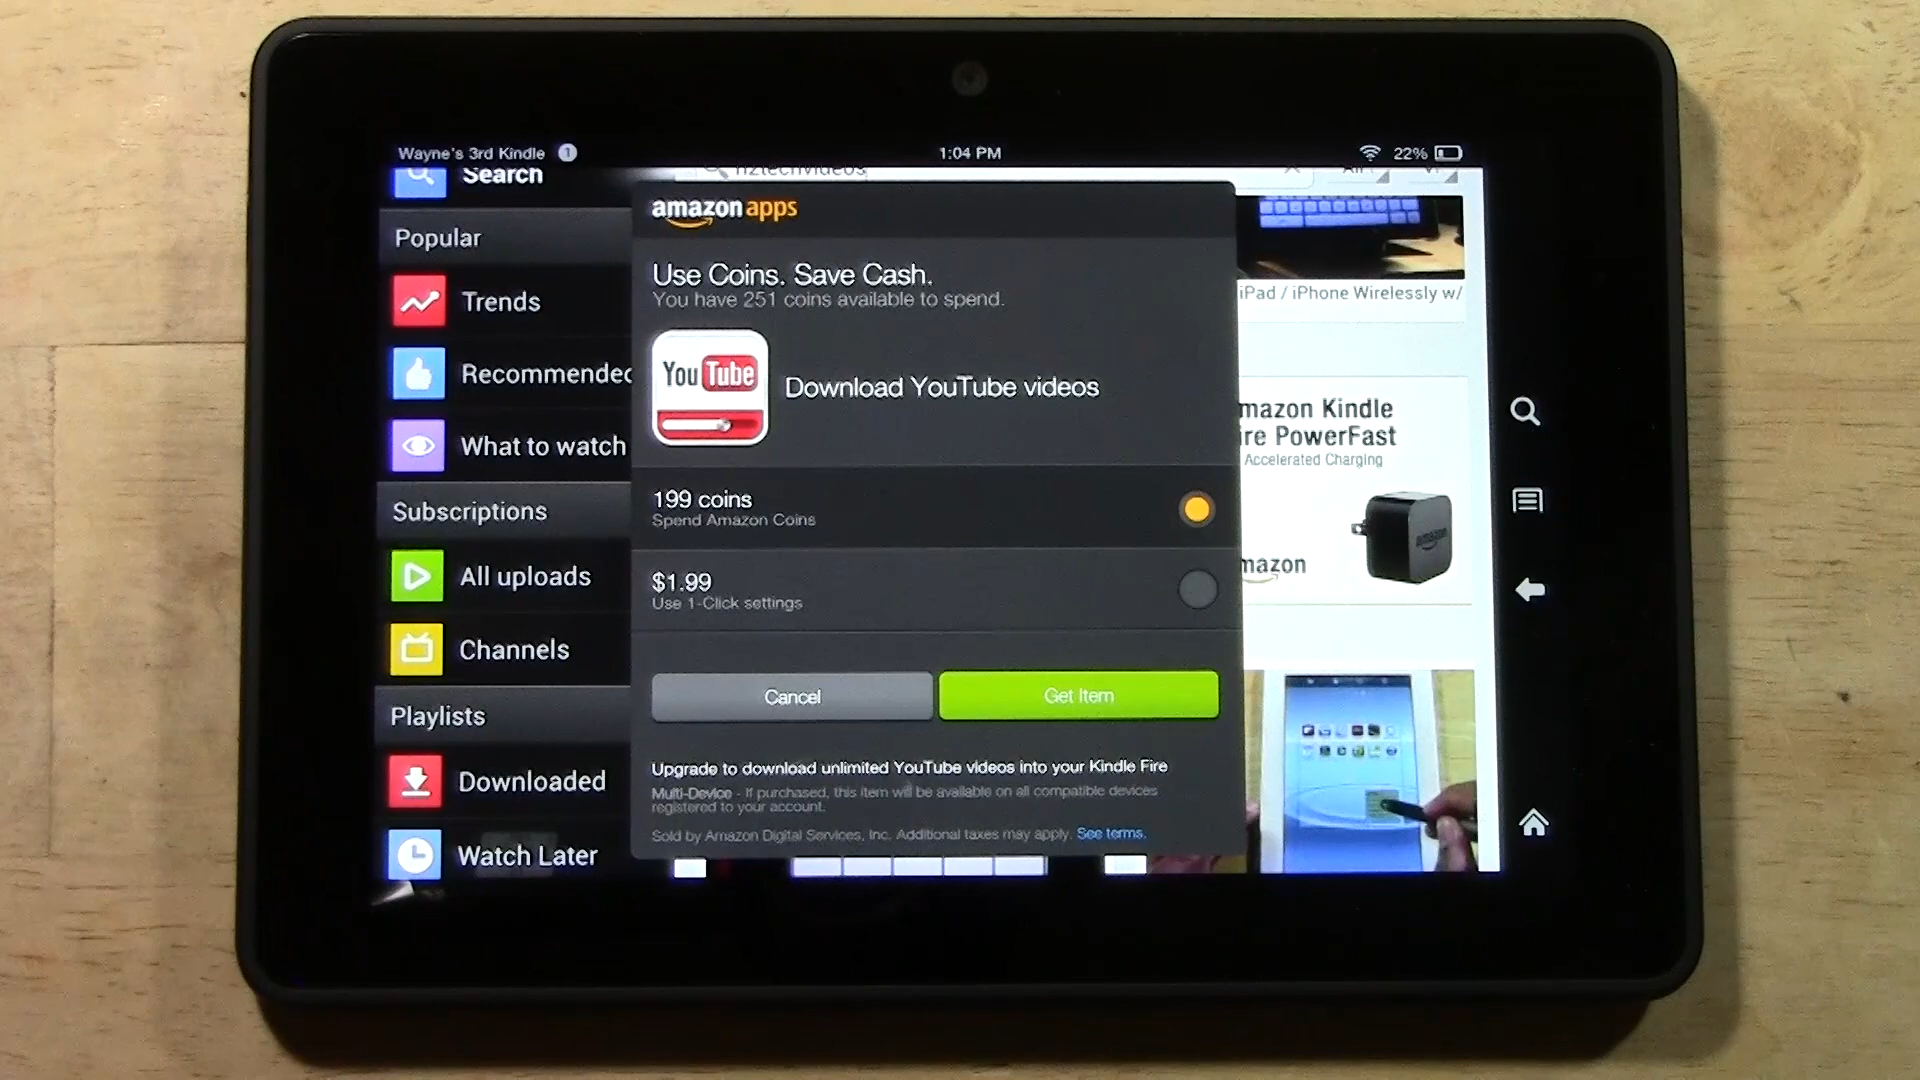 Wayne's 3rd Kindle 1
1:04 PM
22%
Search
Popular
Trends
Recommended
What to watch
Subscriptions
All uploads
Channels
Playlists
Downloaded
Watch Later
nztechvideos
amazon apps
Use Coins. Save Cash.
You have 251 coins available to spend.
You Tube
Download YouTube videos
199 coins
Spend Amazon Coins
$1.99
Use 1-Click settings
Cancel
Get Item
Upgrade to download unlimited YouTube videos into your Kindle Fire
Multi-Device - If purchased, this item will be available on all compatible devices
registered to your account.
Sold by Amazon Digital Services, Inc. Additional taxes may apply. See terms.
iPad / iPhone Wirelessly w/
mazon Kindle
ire PowerFast
Accelerated Charging
amazon
mazon